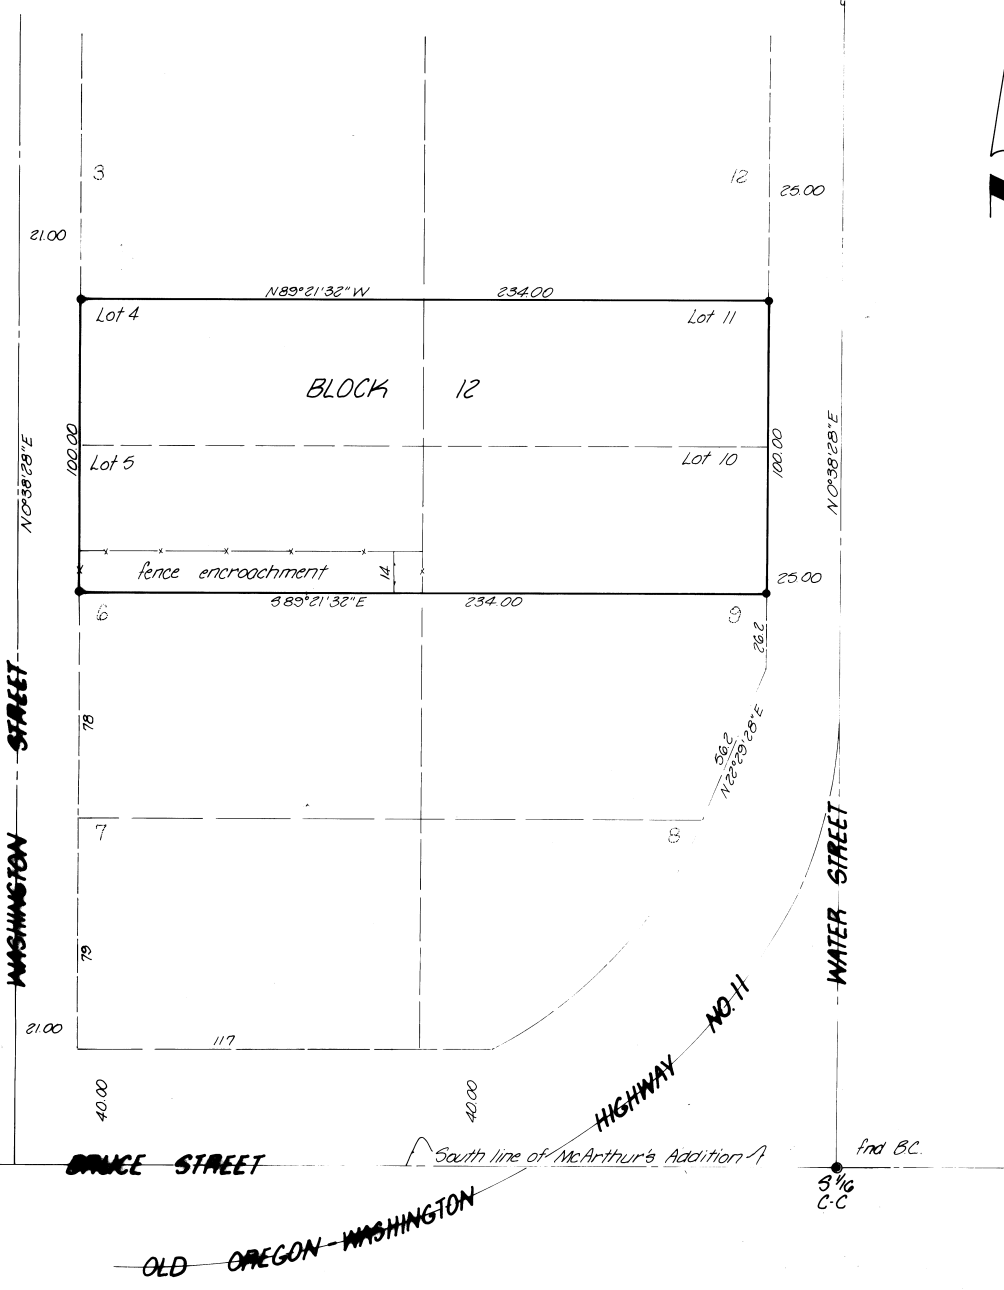 3
12
25.00
21.00
N89°21'32"W 234.00
Lot 4
Lot 11
BLOCK 12
100.00
N0°38'28"E
Lot 5
Lot 10
100.00
N0°38'28"E
fence encroachment
14
25.00
S89°21'32"E 234.00
6
9
26.2
78
56.2
N22°29'28"E
7
8
WASHINGTON STREET
WATER STREET
79
21.00
117
40.00
40.00
BRUCE STREET
South line of McArthur's Addition
fnd B.C.
S 1/16
C-C
OLD OREGON-WASHINGTON HIGHWAY NO. 11